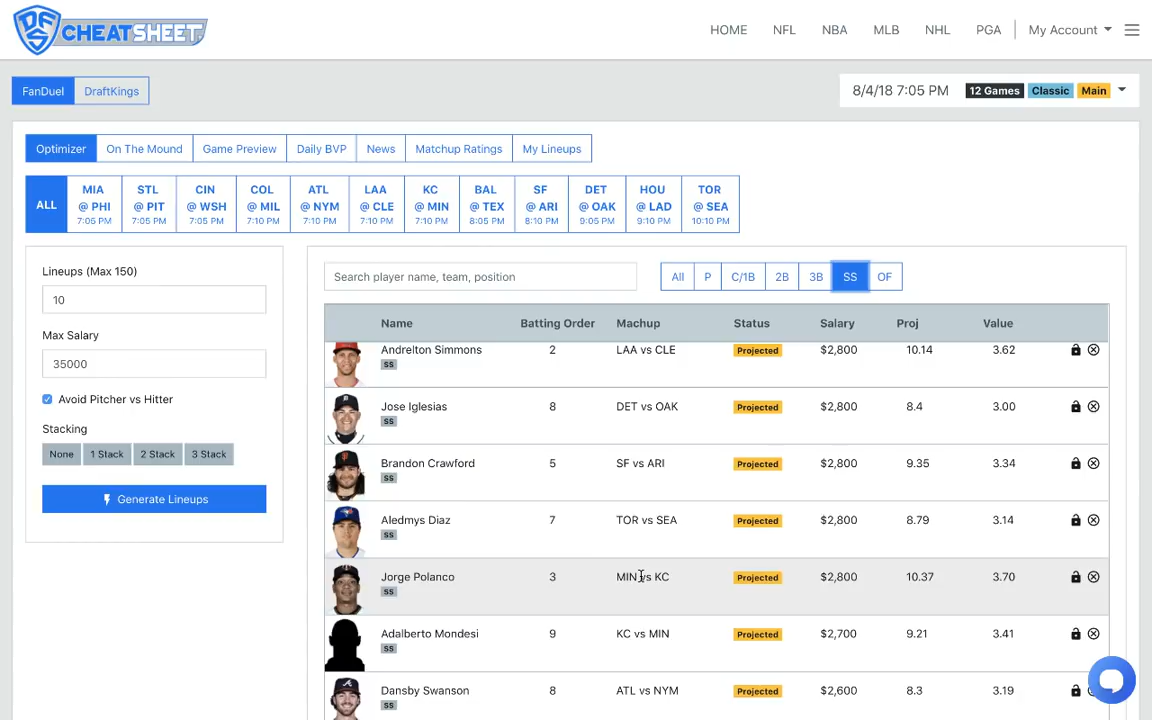 DFS CHEATSHEET
HOME NFL NBA MLB NHL PGA My Account
FanDuel DraftKings
8/4/18 7:05 PM 12 Games Classic Main
Optimizer On The Mound Game Preview Daily BVP News Matchup Ratings My Lineups
ALL
MIA @ PHI 7:05 PM
STL @ PIT 7:05 PM
CIN @ WSH 7:05 PM
COL @ MIL 7:10 PM
ATL @ NYM 7:10 PM
LAA @ CLE 7:10 PM
KC @ MIN 7:10 PM
BAL @ TEX 8:05 PM
SF @ ARI 8:10 PM
DET @ OAK 9:05 PM
HOU @ LAD 9:10 PM
TOR @ SEA 10:10 PM
Lineups (Max 150)
10
Max Salary
35000
Avoid Pitcher vs Hitter
Stacking
None 1 Stack 2 Stack 3 Stack
Generate Lineups
Search player name, team, position
All P C/1B 2B 3B SS OF
Name Batting Order Machup Status Salary Proj Value
Andrelton Simmons 2 LAA vs CLE Projected $2,800 10.14 3.62
SS
Jose Iglesias 8 DET vs OAK Projected $2,800 8.4 3.00
SS
Brandon Crawford 5 SF vs ARI Projected $2,800 9.35 3.34
SS
Aledmys Diaz 7 TOR vs SEA Projected $2,800 8.79 3.14
SS
Jorge Polanco 3 MIN vs KC Projected $2,800 10.37 3.70
SS
Adalberto Mondesi 9 KC vs MIN Projected $2,700 9.21 3.41
SS
Dansby Swanson 8 ATL vs NYM Projected $2,600 8.3 3.19
SS